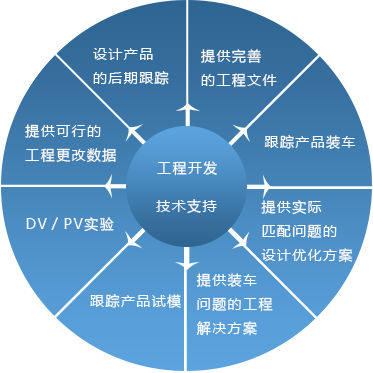 设计产品
的后期跟踪
提供完善
的工程文件
跟踪产品装车
提供实际
匹配问题的
设计优化方案
提供装车
问题的工程
解决方案
跟踪产品试模
DV / PV实验
提供可行的
工程更改数据
工程开发
技术支持